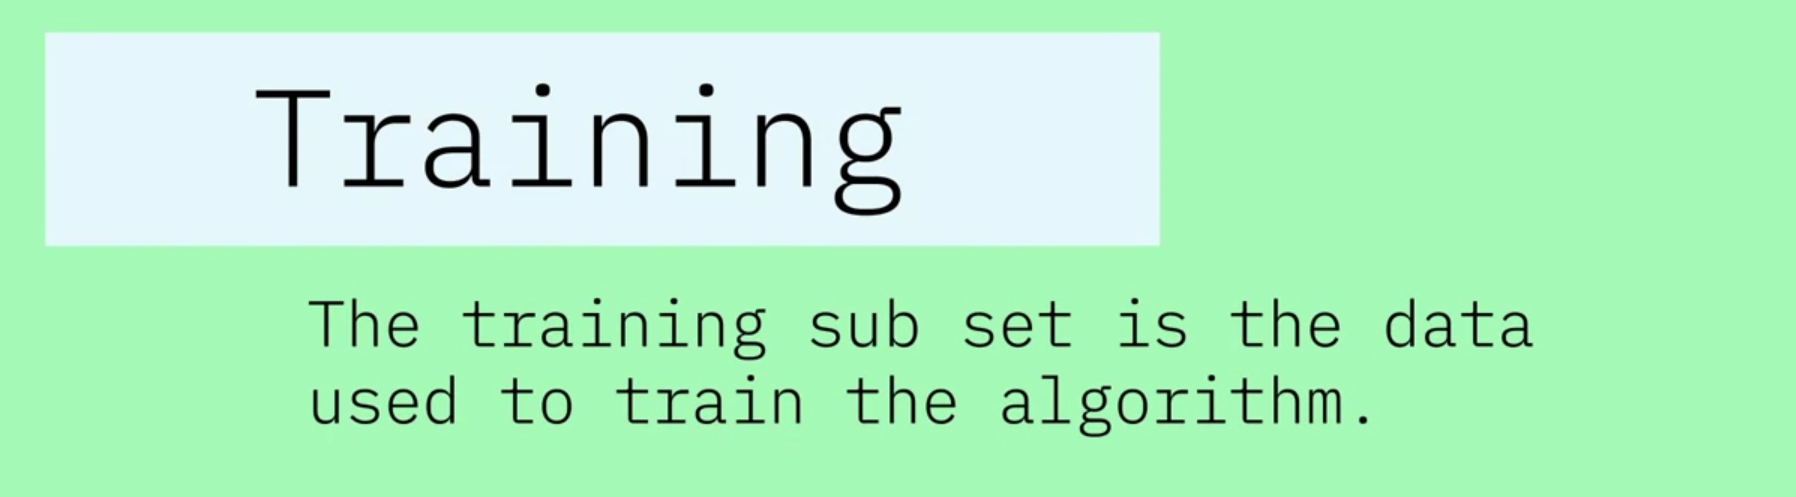 Training
The training sub set is the data
used to train the algorithm.